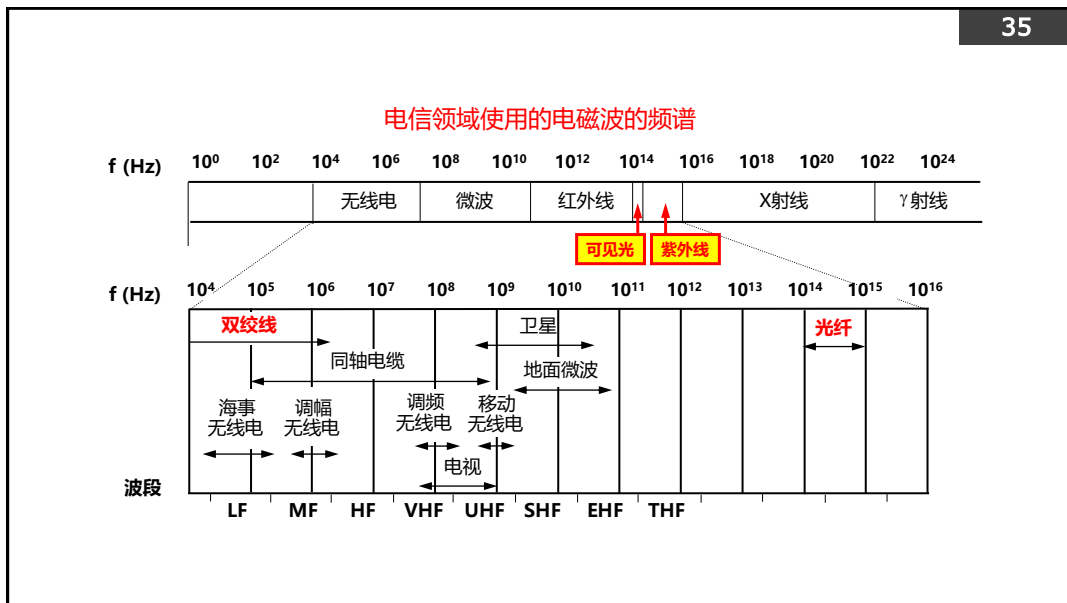 35
电信领域使用的电磁波的频谱
f (Hz) 10⁰ 10² 10⁴ 10⁶ 10⁸ 10¹⁰ 10¹² 10¹⁴ 10¹⁶ 10¹⁸ 10²⁰ 10²² 10²⁴
无线电 微波 红外线 X射线 γ射线
可见光 紫外线
f (Hz) 10⁴ 10⁵ 10⁶ 10⁷ 10⁸ 10⁹ 10¹⁰ 10¹¹ 10¹² 10¹³ 10¹⁴ 10¹⁵ 10¹⁶
双绞线 卫星 光纤
同轴电缆 地面微波
海事 调幅 调频 移动
无线电 无线电 无线电 无线电
电视
波段
LF MF HF VHF UHF SHF EHF THF